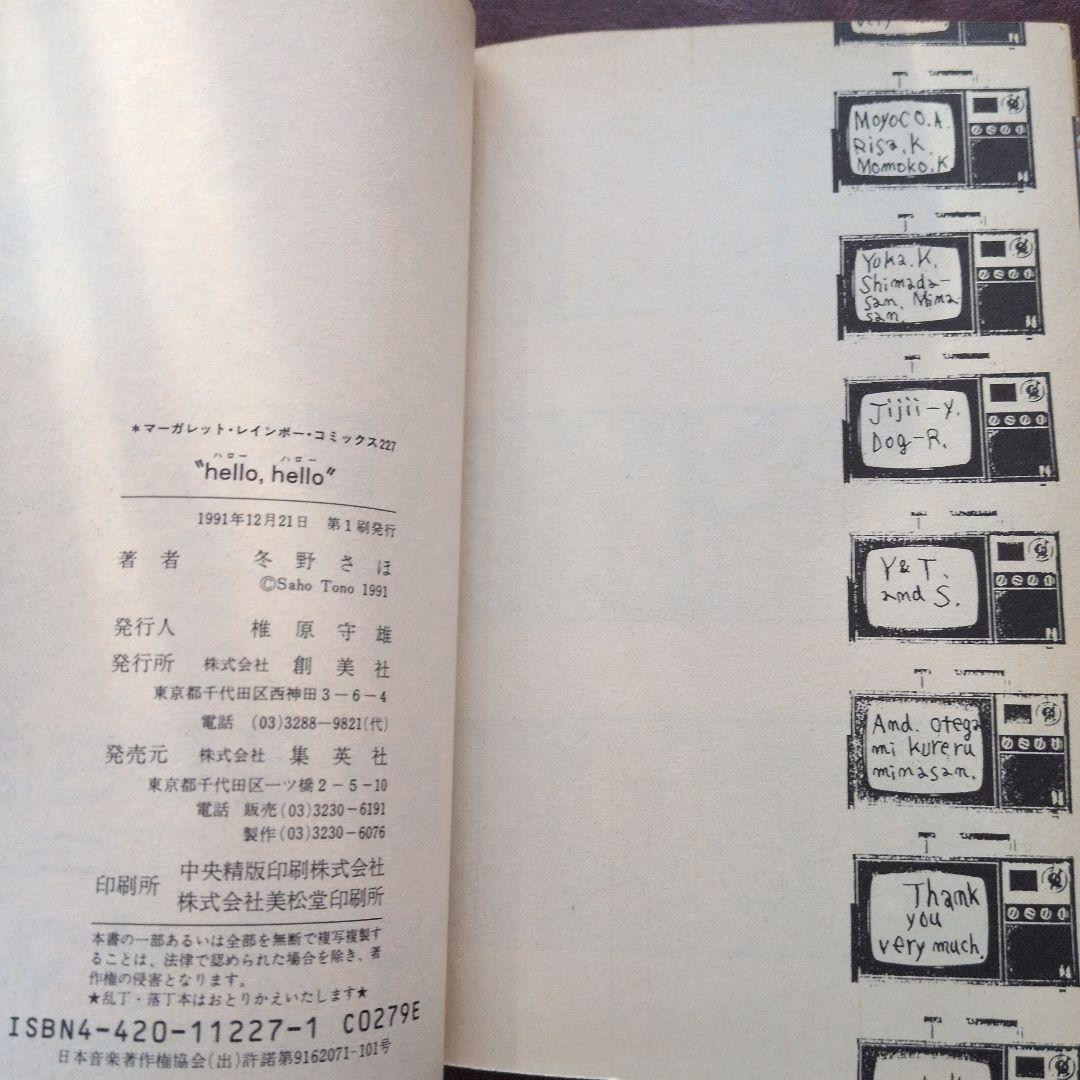 *マーガレット・レインボー・コミックス227
ハロー ハロー
"hello, hello"
1991年12月21日 第1刷発行
著者 冬野さほ
©Saho Tono 1991
発行人 椎原守雄
発行所 株式会社 創美社
東京都千代田区西神田3-6-4
電話 (03)3288-9821(代)
発売元 株式会社 集英社
東京都千代田区一ツ橋2-5-10
電話 販売(03)3230-6191
製作(03)3230-6076
印刷所 中央精版印刷株式会社
株式会社美松堂印刷所
本書の一部あるいは全部を無断で複写複製す
ることは、法律で認められた場合を除き、著
作権の侵害となります。
★乱丁・落丁本はおとりかえいたします★
ISBN4-420-11227-1 C0279E
日本音楽著作権協会(出)許諾第9162071-101号
very
MOYOCO.A.
Risa.K.
Momoko.K
Yoka.K.
Shimada-
san. Mina-
san.
Jijii-Y.
Dog-R.
Y&T.
and S.
And. otega
mi kureru
minasan.
Thank
you
very much.